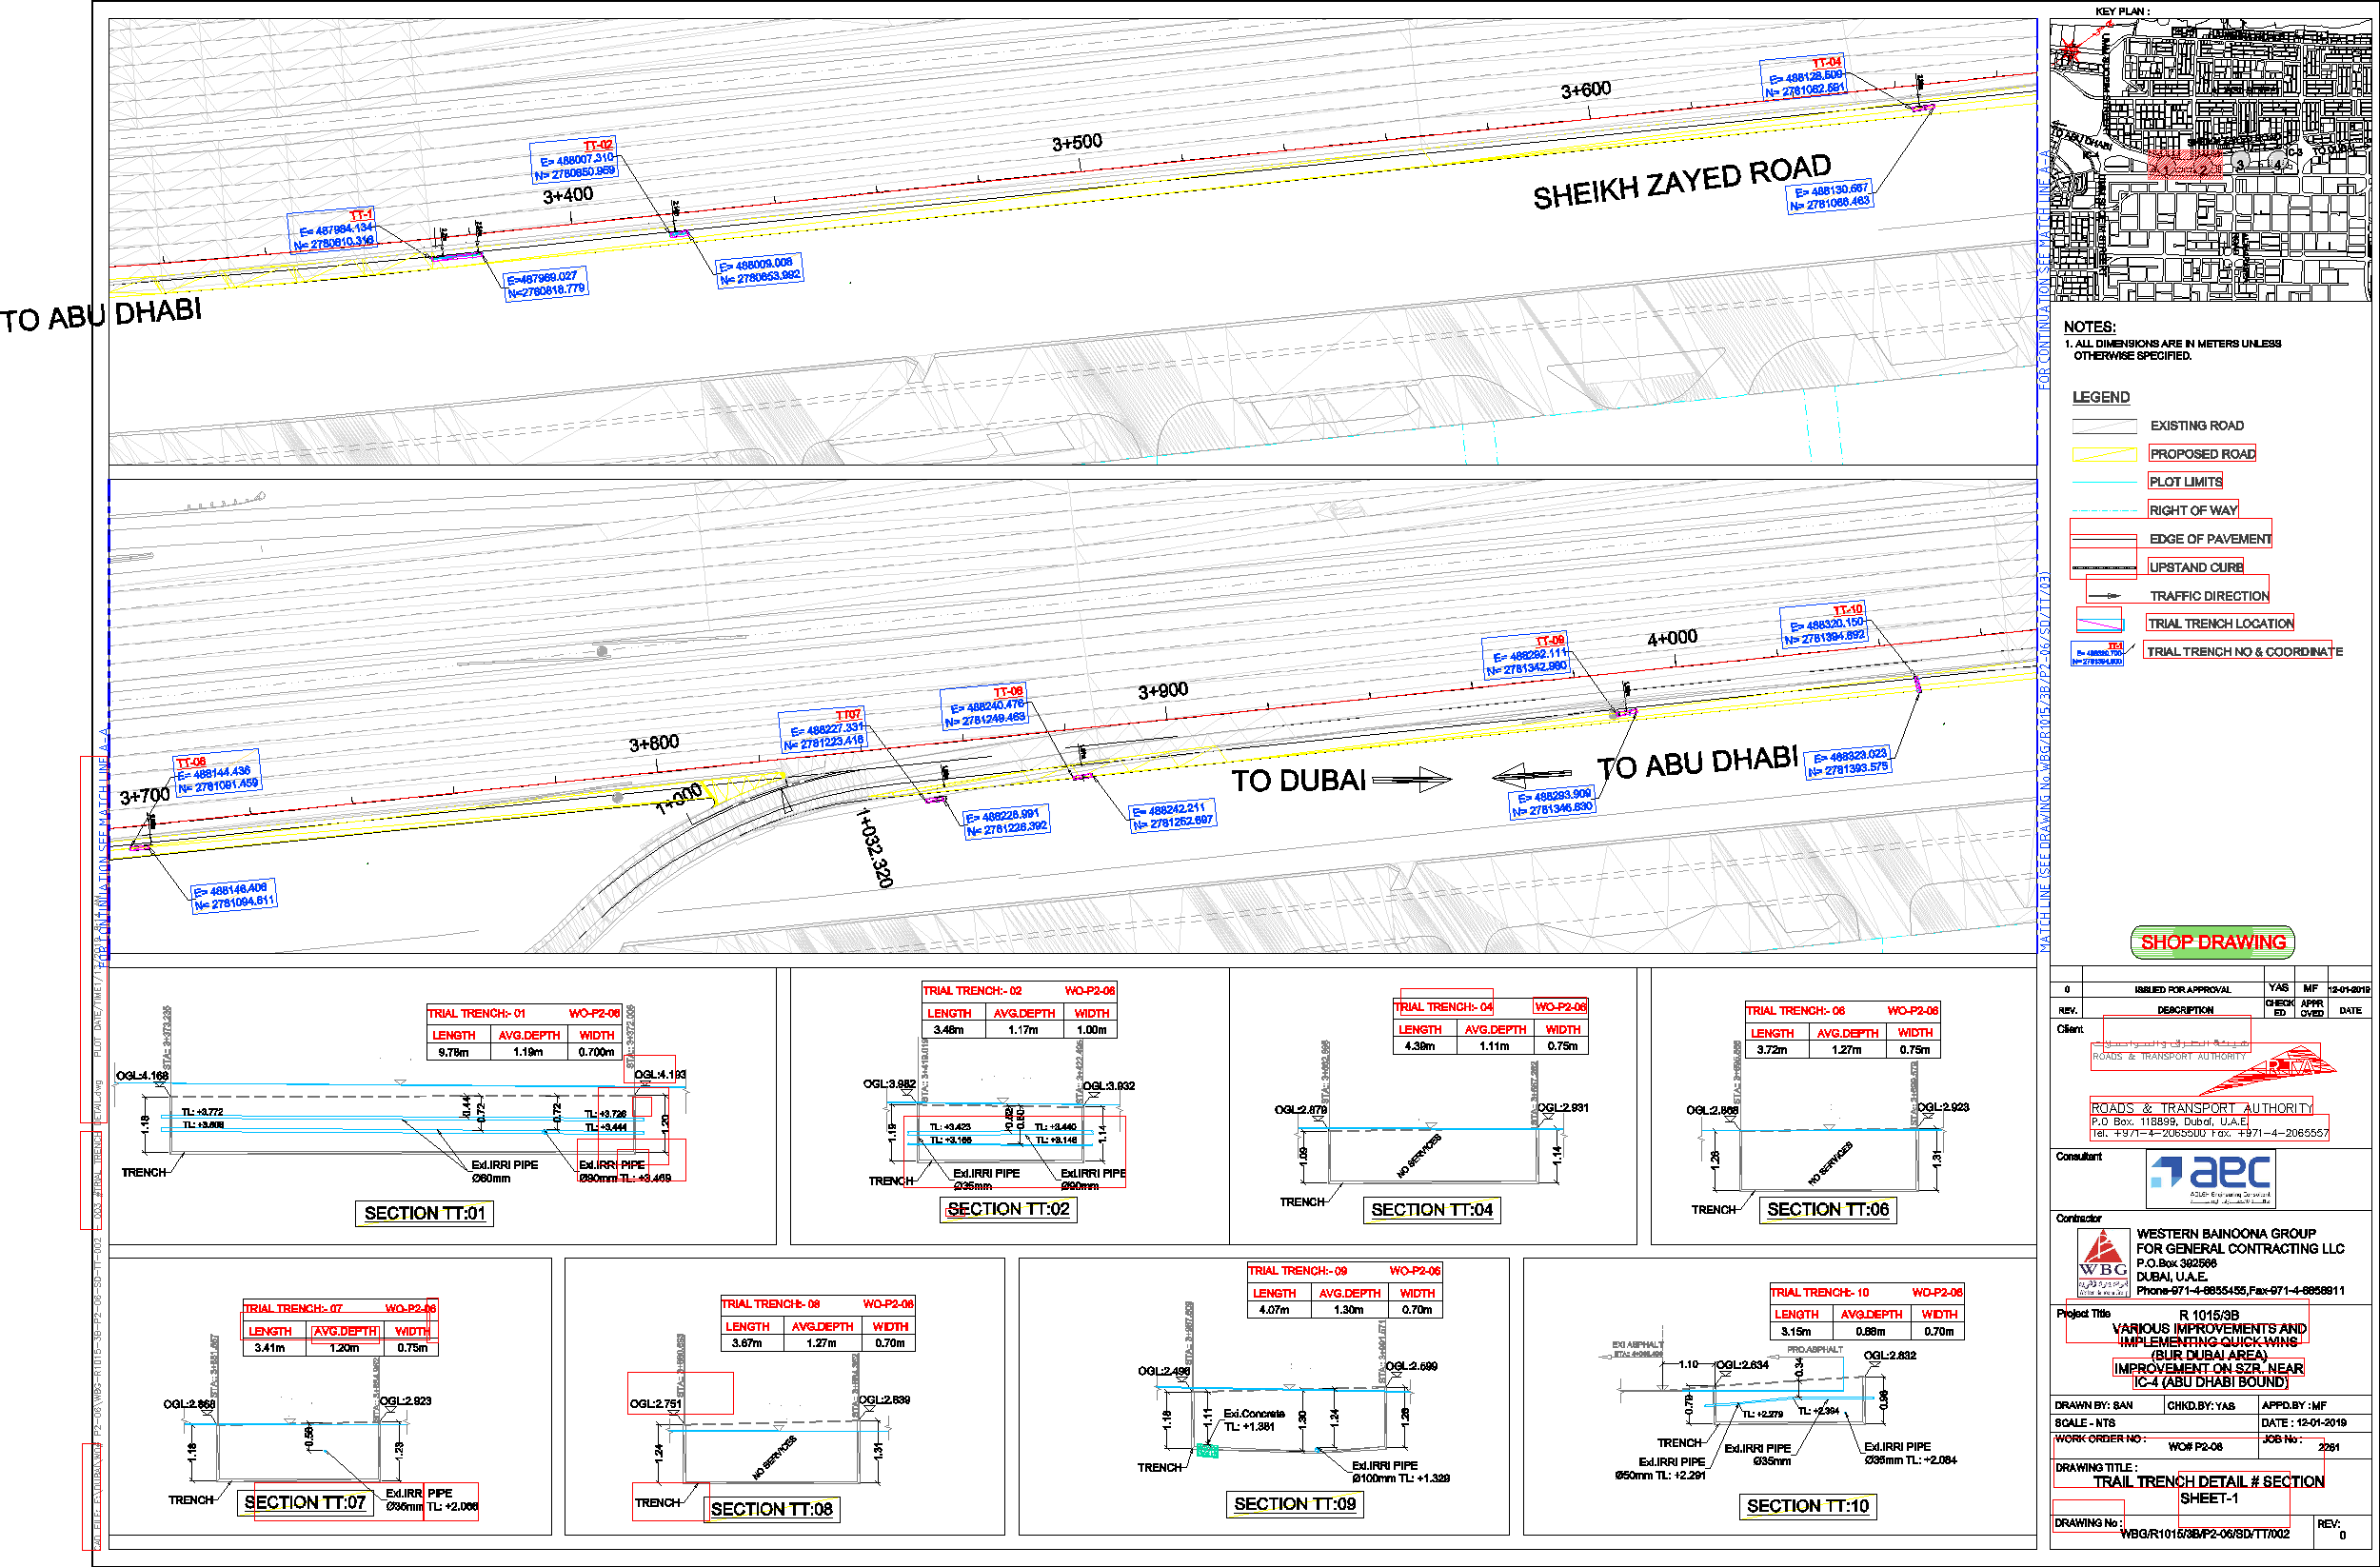 KEY PLAN :
TT-04
E= 488128.509
N= 2781062.691
3+600
3+500
TT-02
E= 488007.310
N= 2780850.959
3+400
SHEIKH ZAYED ROAD
E= 488130.667
N= 2781066.463
TT-1
E= 487984.134
N= 2780810.316
E= 488009.008
N= 2780853.992
E=487989.027
N=2780818.779
TO ABU DHABI
FOR CONTINUATION SEE MATCH LINE A-A
TT-10
E= 488320.150
N= 2781394.892
TT-09
E= 488292.111
N= 2781342.980
4+000
TT-08
E= 488240.476
N= 2781249.463
3+900
TT07
E= 488227.331
N= 2781223.416
3+800
TT-06
E= 488144.436
N= 2781091.459
3+700
1+000
1+032.320
TO DUBAI
TO ABU DHABI
E= 488323.023
N= 2781393.575
E= 488293.909
N= 2781346.630
E= 488242.211
N= 2781252.697
E= 488228.991
N= 2781226.392
E= 488146.406
N= 2781094.611
FOR CONTINUATION SEE MATCH LINE A-A
MATCH LINE (SEE DRAWING No WBG/R1015/3B/P2-06/SD/TT/03)
TRIAL TRENCH:- 01 WO-P2-06
LENGTH AVG.DEPTH WIDTH
9.78m 1.19m 0.700m
OGL:4.168
OGL:4.193
1.18
TL: +3.772
0.44
0.72
0.72
TL: +3.726
TL: +3.444
1.20
TRENCH
Exi.IRRI PIPE
Ø60mm
Exi.IRRI PIPE
Ø90mm TL: +3.469
SECTION TT:01
TRIAL TRENCH:- 02 WO-P2-06
LENGTH AVG.DEPTH WIDTH
3.48m 1.17m 1.00m
OGL:3.982
OGL:3.932
1.19
TL: +3.423
TL: +3.166
TL: +3.440
TL: +3.146
1.14
TRENCH
Exi.IRRI PIPE
Ø35mm
Exi.IRRI PIPE
Ø90mm
SECTION TT:02
TRIAL TRENCH:- 04 WO-P2-06
LENGTH AVG.DEPTH WIDTH
4.39m 1.11m 0.75m
OGL:2.879
OGL:2.931
1.09
NO SERVICES
1.14
TRENCH
SECTION TT:04
TRIAL TRENCH:- 06 WO-P2-06
LENGTH AVG.DEPTH WIDTH
3.72m 1.27m 0.75m
OGL:2.868
OGL:2.923
1.26
NO SERVICES
1.31
TRENCH
SECTION TT:06
TRIAL TRENCH:- 07 WO-P2-06
LENGTH AVG.DEPTH WIDTH
3.41m 1.20m 0.75m
OGL:2.868
OGL:2.923
1.18
0.58
1.23
TRENCH
Exi.IRRI PIPE
Ø35mm TL: +2.066
SECTION TT:07
TRIAL TRENCH:- 08 WO-P2-06
LENGTH AVG.DEPTH WIDTH
3.67m 1.27m 0.70m
OGL:2.751
OGL:2.839
1.24
NO SERVICES
1.31
TRENCH
SECTION TT:08
TRIAL TRENCH:- 09 WO-P2-06
LENGTH AVG.DEPTH WIDTH
4.07m 1.30m 0.70m
OGL:2.496
OGL:2.599
1.18
1.11
Exi.Concrete
TL: +1.381
1.30
1.24
1.28
TRENCH
Exi.IRRI PIPE
Ø100mm TL: +1.329
SECTION TT:09
TRIAL TRENCH:- 10 WO-P2-06
LENGTH AVG.DEPTH WIDTH
3.15m 0.88m 0.70m
EXI ASPHALT
PRO.ASPHALT
1.10
OGL:2.634
0.34
OGL:2.832
0.79
TL: +2.279
TL: +2.394
0.98
TRENCH
Exi.IRRI PIPE
Ø50mm TL: +2.291
Exi.IRRI PIPE
Ø35mm
Exi.IRRI PIPE
Ø35mm TL: +2.084
SECTION TT:10
NOTES:
1. ALL DIMENSIONS ARE IN METERS UNLESS
OTHERWISE SPECIFIED.
LEGEND
EXISTING ROAD
PROPOSED ROAD
PLOT LIMITS
RIGHT OF WAY
EDGE OF PAVEMENT
UPSTAND CURB
TRAFFIC DIRECTION
TRIAL TRENCH LOCATION
TRIAL TRENCH NO & COORDINATE
SHOP DRAWING
0 ISSUED FOR APPROVAL YAS MF 12-01-2019
REV. DESCRIPTION CHECKED APPROVED DATE
Client
هيئة الطرق والمواصلات
ROADS & TRANSPORT AUTHORITY
RTA
ROADS & TRANSPORT AUTHORITY
P.O Box. 118899, Dubai, U.A.E.
Tel. +971-4-2065500 Fax. +971-4-2065557
Consultant
aec
Contractor
WBG
WESTERN BAINOONA GROUP
FOR GENERAL CONTRACTING LLC
P.O.Box 392566
DUBAI, U.A.E.
Phone-971-4-8855455,Fax-971-4-8858911
Project Title
R 1015/3B
VARIOUS IMPROVEMENTS AND
IMPLEMENTING QUICK WINS
(BUR DUBAI AREA)
IMPROVEMENT ON SZR. NEAR
IC-4 (ABU DHABI BOUND)
DRAWN BY: SAN CHKD.BY: YAS APPD.BY :MF
SCALE - NTS DATE : 12-01-2019
WORK ORDER NO : WO# P2-06 JOB No : 2261
DRAWING TITLE :
TRAIL TRENCH DETAIL # SECTION
SHEET-1
DRAWING No :
WBG/R1015/3B/P2-06/SD/TT/002
REV:
0